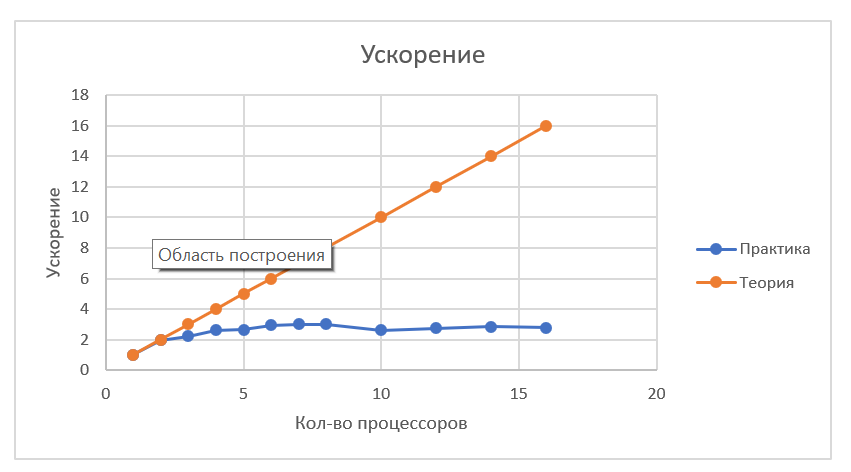 Ускорение
18
16
14
12
10
8
6
4
2
0
Ускорение
Область построения
0 5 10 15 20
Кол-во процессоров
Практика
Теория